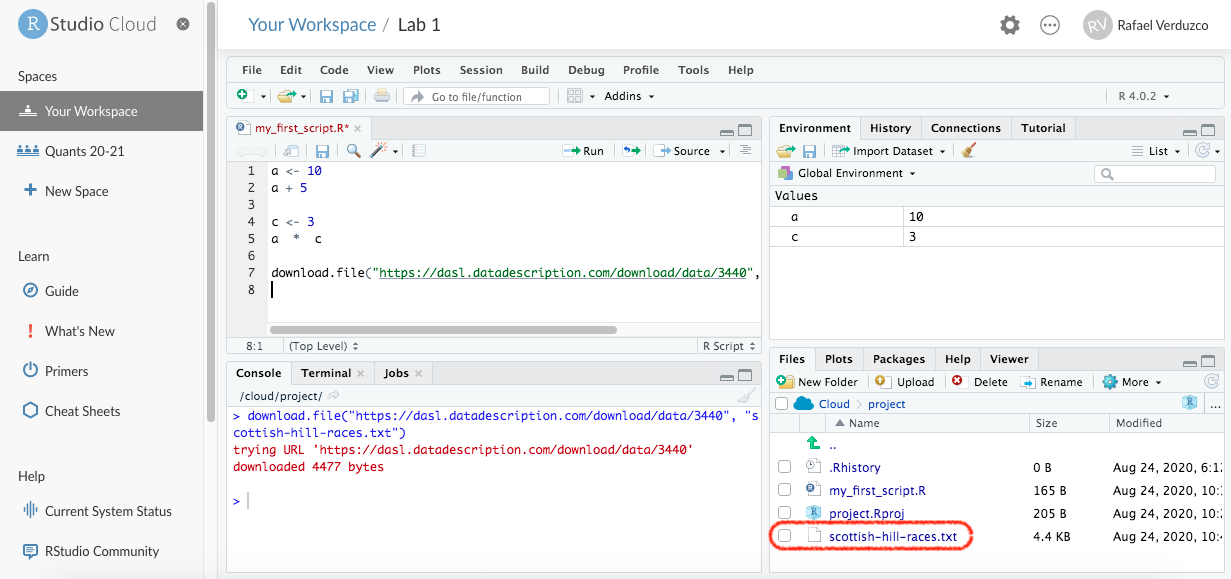 R Studio Cloud
Your Workspace / Lab 1
RV Rafael Verduzco
Spaces
Your Workspace
Quants 20-21
New Space
Learn
Guide
What's New
Primers
Cheat Sheets
Help
Current System Status
RStudio Community
File Edit Code View Plots Session Build Debug Profile Tools Help
Go to file/function Addins R 4.0.2
my_first_script.R*
Run Source
1 a <- 10
2 a + 5
3
4 c <- 3
5 a * c
6
7 download.file("https://dasl.datadescription.com/download/data/3440",
8
8:1 (Top Level) R Script
Console Terminal Jobs
/cloud/project/
> download.file("https://dasl.datadescription.com/download/data/3440", "s
cottish-hill-races.txt")
trying URL 'https://dasl.datadescription.com/download/data/3440'
downloaded 4477 bytes
>
Environment History Connections Tutorial
Import Dataset List
Global Environment
Values
a 10
c 3
Files Plots Packages Help Viewer
New Folder Upload Delete Rename More
Cloud project R ...
Name Size Modified
..
.Rhistory 0 B Aug 24, 2020, 6:1
my_first_script.R 165 B Aug 24, 2020, 10:
project.Rproj 205 B Aug 24, 2020, 10:
scottish-hill-races.txt 4.4 KB Aug 24, 2020, 10: